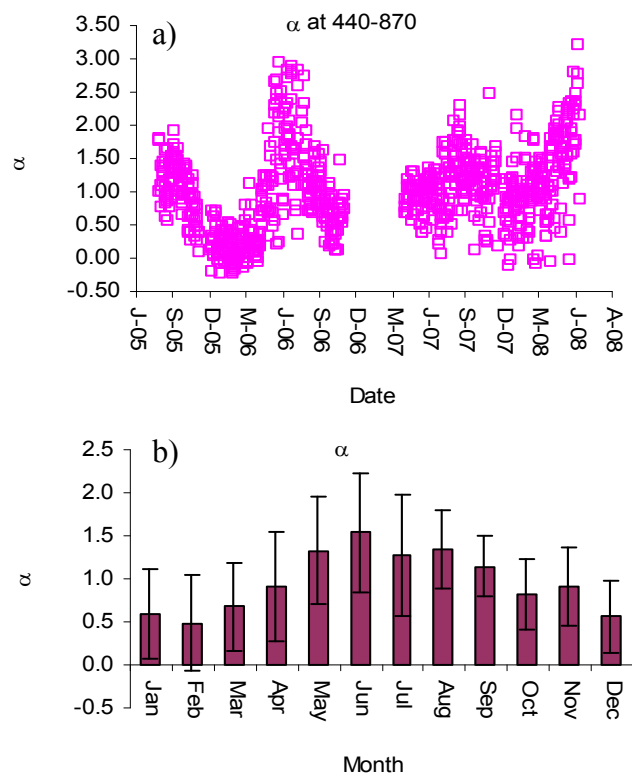 a)
α at 440-870
3.50
3.00
2.50
2.00
1.50
1.00
0.50
0.00
-0.50
α
J-05
S-05
D-05
M-06
J-06
S-06
D-06
M-07
J-07
S-07
D-07
M-08
J-08
A-08
Date
b)
α
2.5
2.0
1.5
1.0
0.5
0.0
-0.5
α
Jan
Feb
Mar
Apr
May
Jun
Jul
Aug
Sep
Oct
Nov
Dec
Month